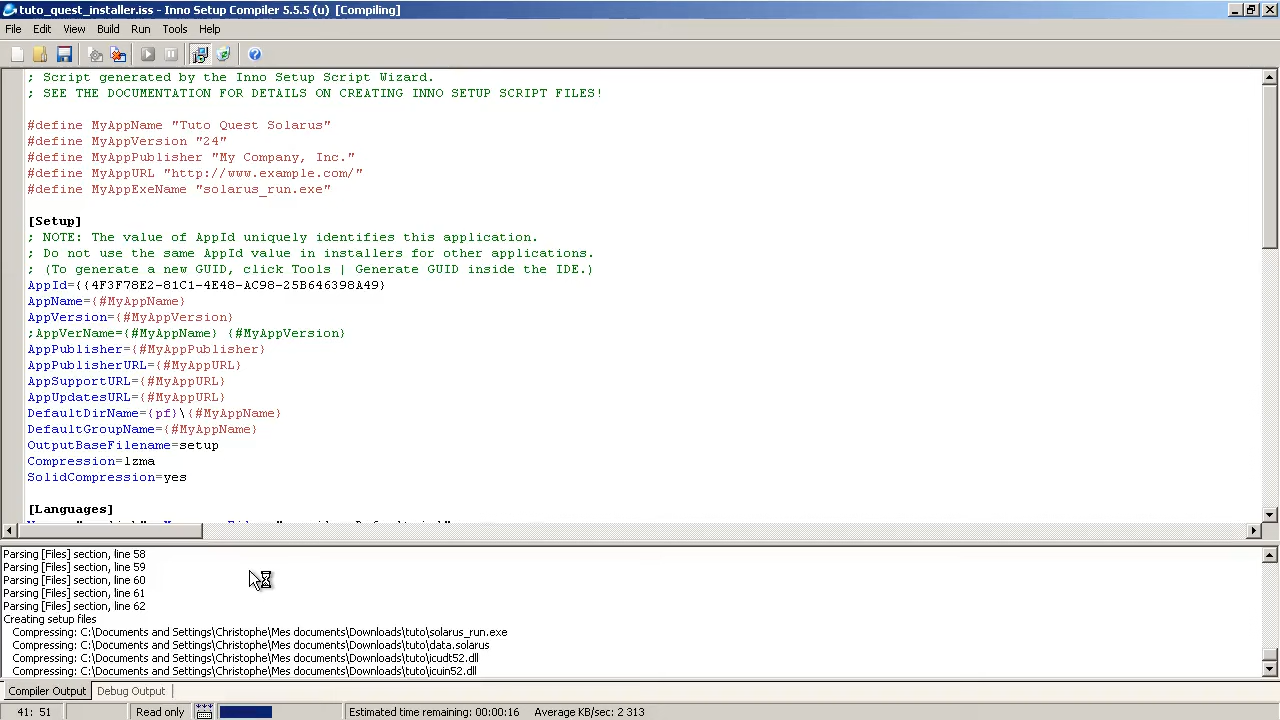 tuto_quest_installer.iss - Inno Setup Compiler 5.5.5 (u) [Compiling]
File Edit View Build Run Tools Help
; Script generated by the Inno Setup Script Wizard.
; SEE THE DOCUMENTATION FOR DETAILS ON CREATING INNO SETUP SCRIPT FILES!
#define MyAppName "Tuto Quest Solarus"
#define MyAppVersion "24"
#define MyAppPublisher "My Company, Inc."
#define MyAppURL "http://www.example.com/"
#define MyAppExeName "solarus_run.exe"
[Setup]
; NOTE: The value of AppId uniquely identifies this application.
; Do not use the same AppId value in installers for other applications.
; (To generate a new GUID, click Tools | Generate GUID inside the IDE.)
AppId={{4F3F78E2-81C1-4E48-AC98-25B646398A49}
AppName={#MyAppName}
AppVersion={#MyAppVersion}
;AppVerName={#MyAppName} {#MyAppVersion}
AppPublisher={#MyAppPublisher}
AppPublisherURL={#MyAppURL}
AppSupportURL={#MyAppURL}
AppUpdatesURL={#MyAppURL}
DefaultDirName={pf}\{#MyAppName}
DefaultGroupName={#MyAppName}
OutputBaseFilename=setup
Compression=lzma
SolidCompression=yes
[Languages]
Parsing [Files] section, line 58
Parsing [Files] section, line 59
Parsing [Files] section, line 60
Parsing [Files] section, line 61
Parsing [Files] section, line 62
Creating setup files
Compressing: C:\Documents and Settings\Christophe\Mes documents\Downloads\tuto\solarus_run.exe
Compressing: C:\Documents and Settings\Christophe\Mes documents\Downloads\tuto\data.solarus
Compressing: C:\Documents and Settings\Christophe\Mes documents\Downloads\tuto\icudt52.dll
Compressing: C:\Documents and Settings\Christophe\Mes documents\Downloads\tuto\icuin52.dll
Compiler Output Debug Output
41: 51 Read only Estimated time remaining: 00:00:16 Average KB/sec: 2 313